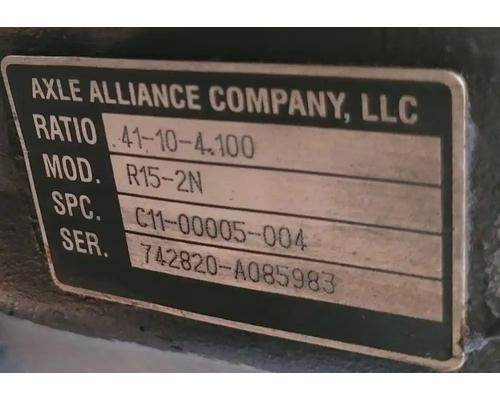 AXLE ALLIANCE COMPANY, LLC
RATIO 41-10-4.100
MOD. R15-2N
SPC. C11-00005-004
SER. 742820-A085983